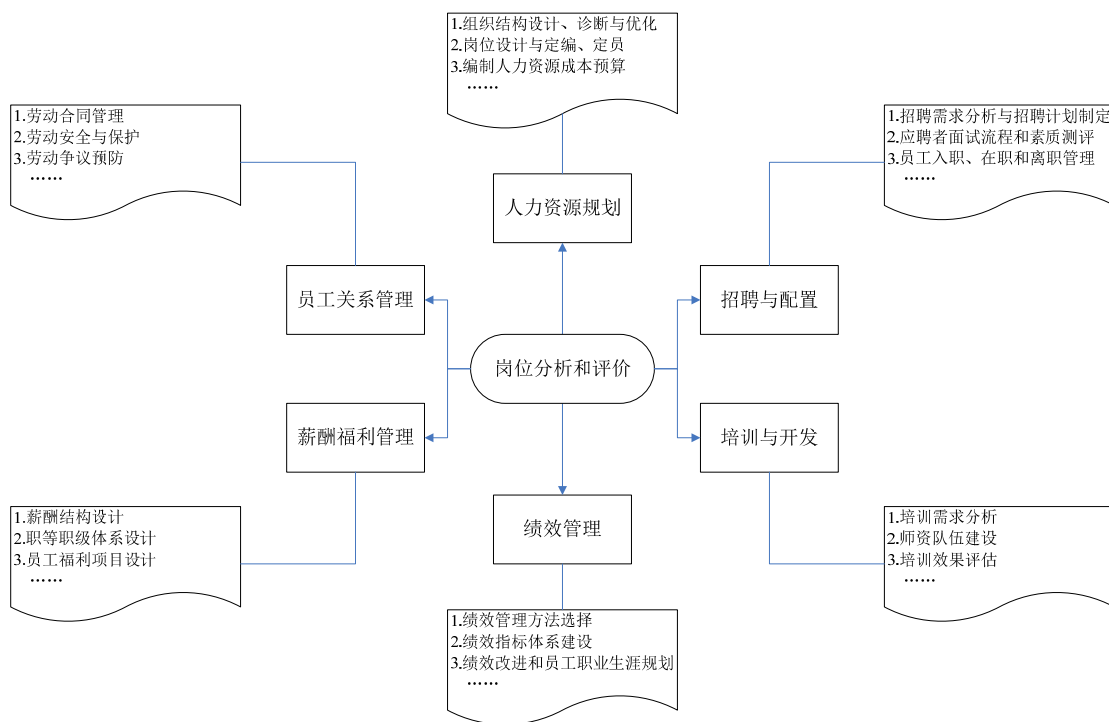 1.组织结构设计、诊断与优化
2.岗位设计与定编、定员
3.编制人力资源成本预算
……
1.劳动合同管理
2.劳动安全与保护
3.劳动争议预防
……
1.招聘需求分析与招聘计划制定
2.应聘者面试流程和素质测评
3.员工入职、在职和离职管理
……
人力资源规划
员工关系管理
招聘与配置
岗位分析和评价
薪酬福利管理
培训与开发
绩效管理
1.薪酬结构设计
2.职等职级体系设计
3.员工福利项目设计
……
1.培训需求分析
2.师资队伍建设
3.培训效果评估
……
1.绩效管理方法选择
2.绩效指标体系建设
3.绩效改进和员工职业生涯规划
……